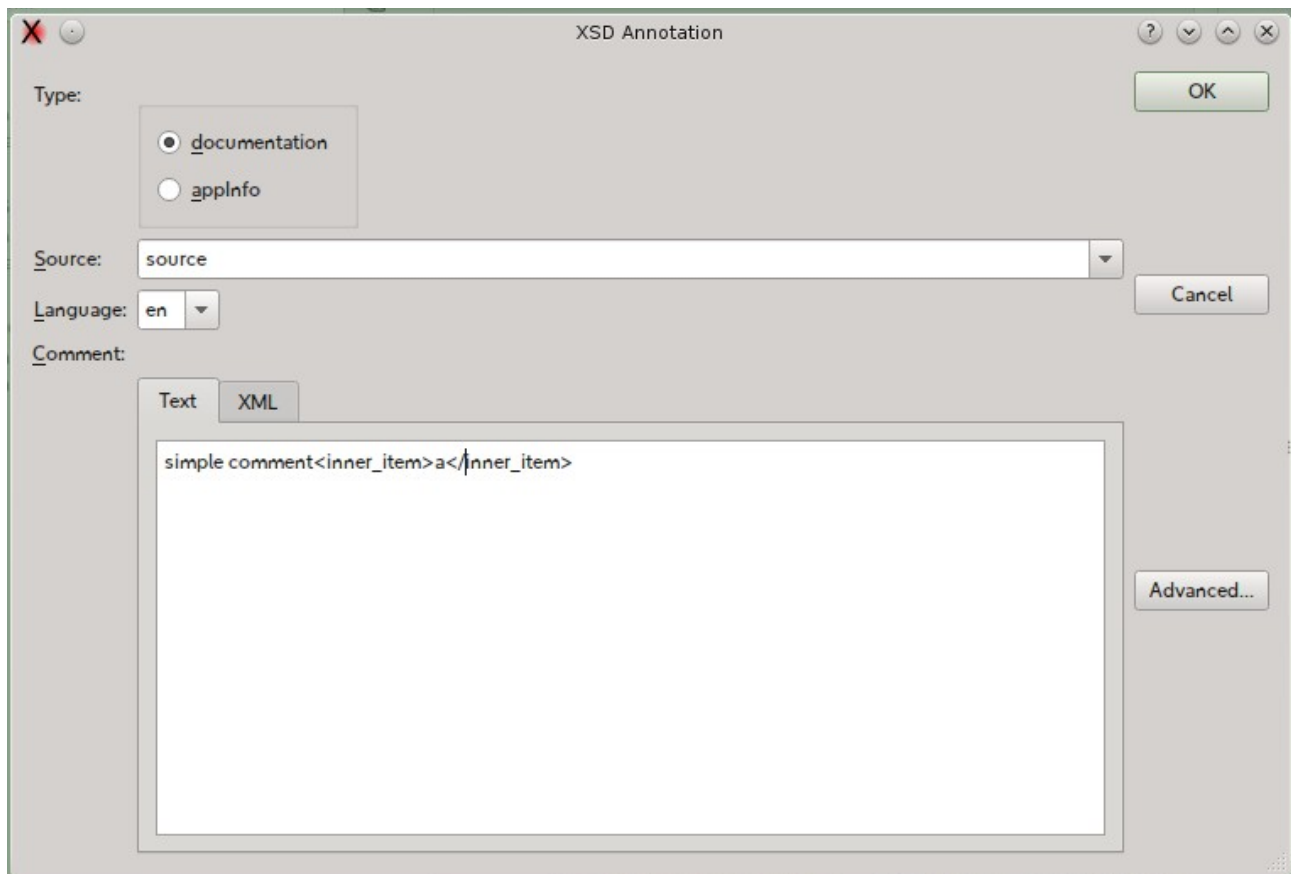 XSD Annotation
Type:
OK
documentation
appInfo
Source: source
Cancel
Language: en
Comment:
Text XML
simple comment<inner_item>a</inner_item>
Advanced...